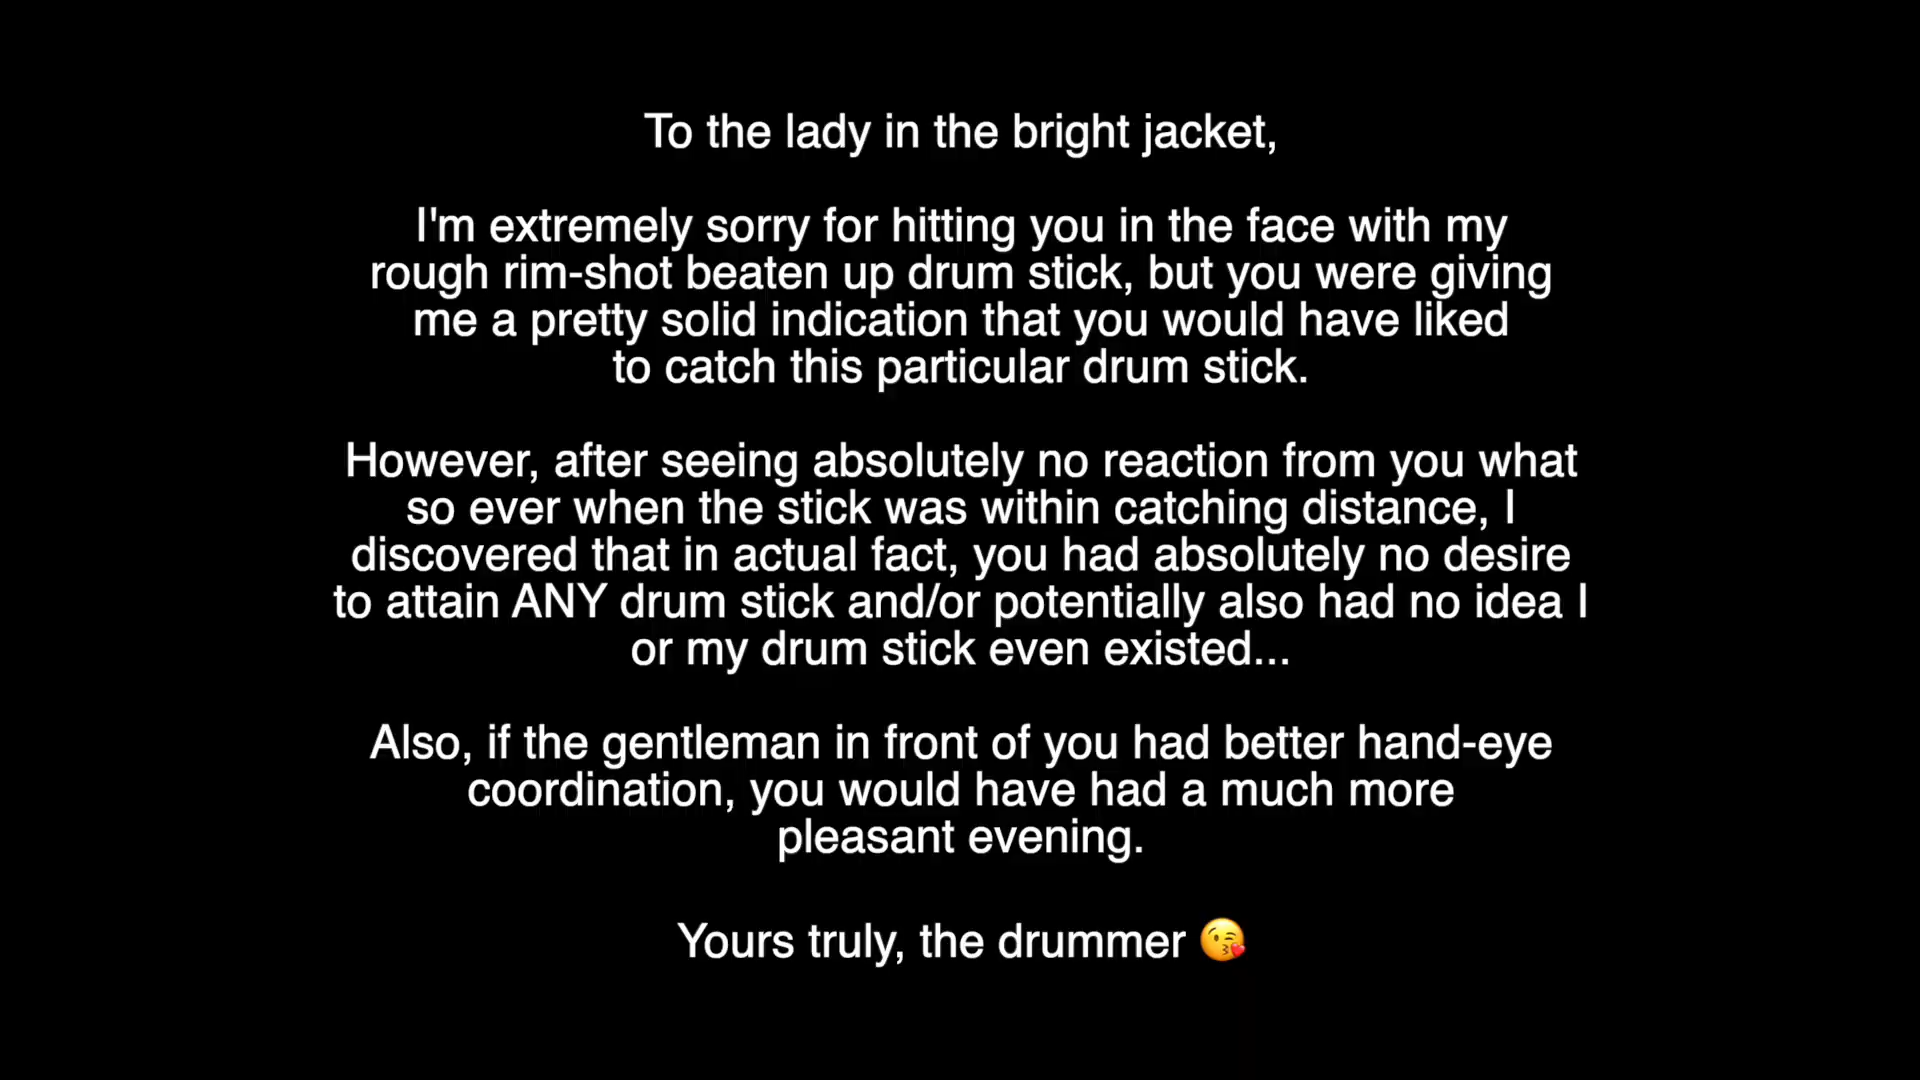 To the lady in the bright jacket,
I'm extremely sorry for hitting you in the face with my
rough rim-shot beaten up drum stick, but you were giving
me a pretty solid indication that you would have liked
to catch this particular drum stick.
However, after seeing absolutely no reaction from you what
so ever when the stick was within catching distance, I
discovered that in actual fact, you had absolutely no desire
to attain ANY drum stick and/or potentially also had no idea I
or my drum stick even existed...
Also, if the gentleman in front of you had better hand-eye
coordination, you would have had a much more
pleasant evening.
Yours truly, the drummer 😘